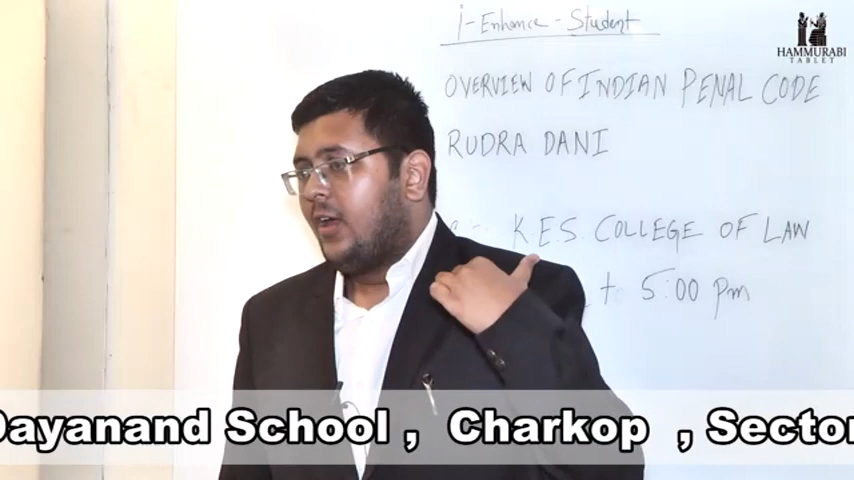 i-Enhance-Student
HAMMURABI
TABLET
OVERVIEW OF INDIAN PENAL CODE
RUDRA DANI
K.E.S. COLLEGE OF LAW
to 5:00 pm
Dayanand School , Charkop , Sector